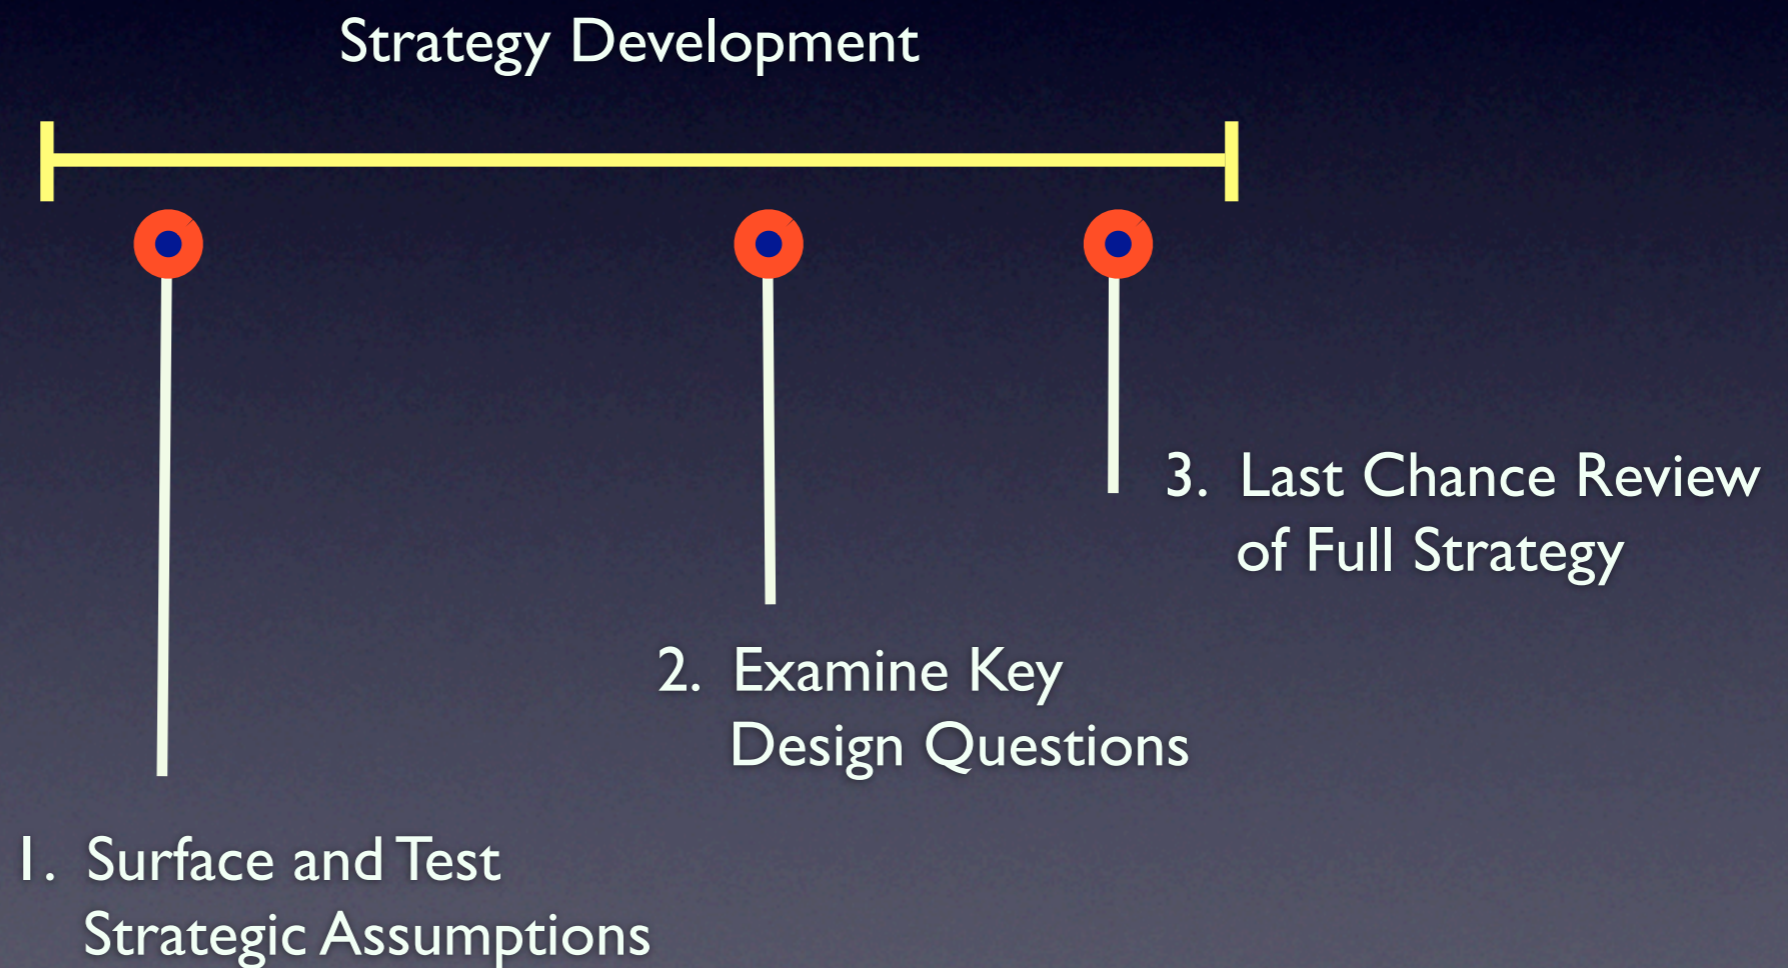 Strategy Development
1. Surface and Test
Strategic Assumptions
2. Examine Key
Design Questions
3. Last Chance Review
of Full Strategy